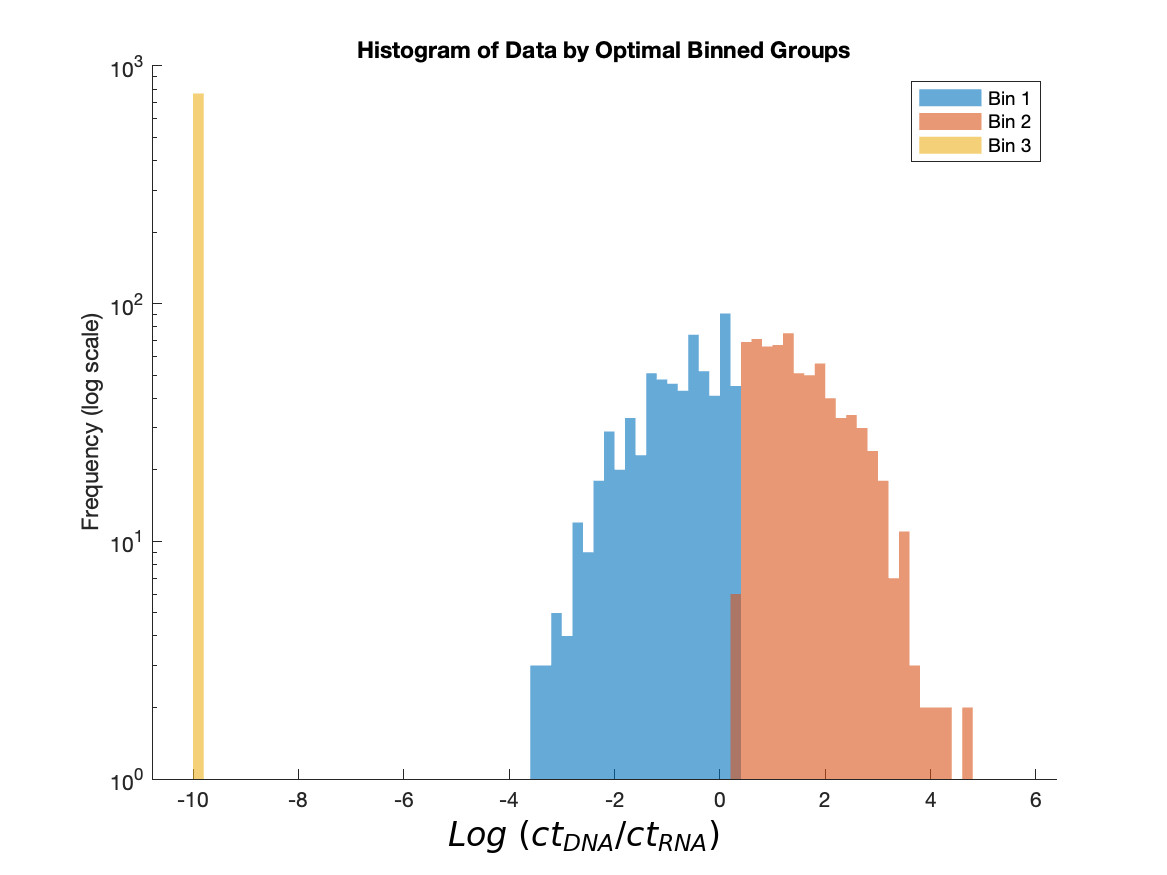 Histogram of Data by Optimal Binned Groups
Bin 1
Bin 2
Bin 3
Frequency (log scale)
10³
10²
10¹
10⁰
-10 -8 -6 -4 -2 0 2 4 6
Log (ct_DNA/ct_RNA)